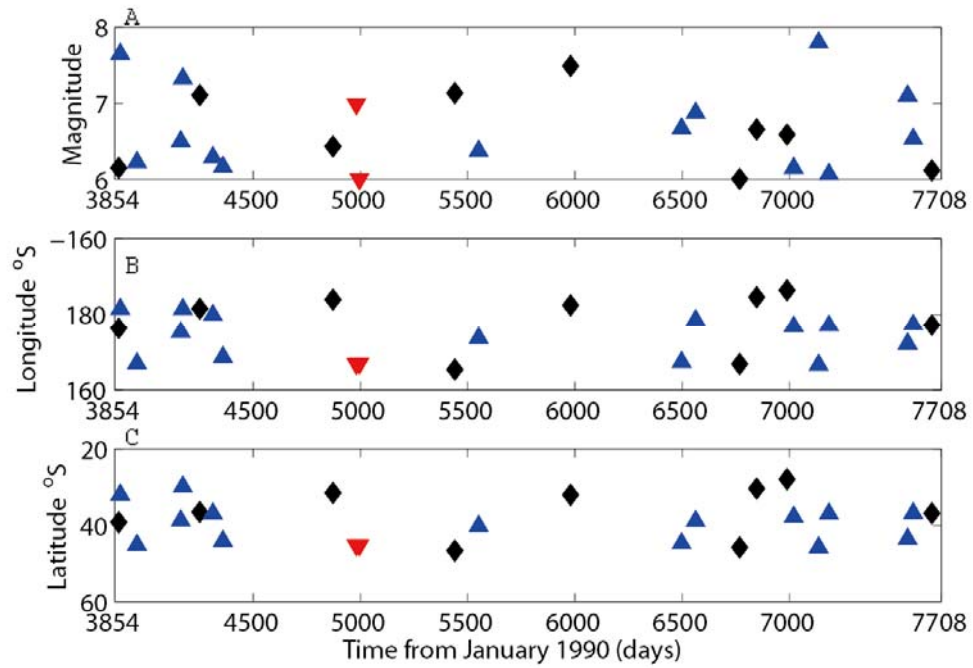 A
8
7
6
Magnitude
3854 4500 5000 5500 6000 6500 7000 7708
B
−160
180
160
Longitude °S
3854 4500 5000 5500 6000 6500 7000 7708
C
20
40
60
Latitude °S
3854 4500 5000 5500 6000 6500 7000 7708
Time from January 1990 (days)